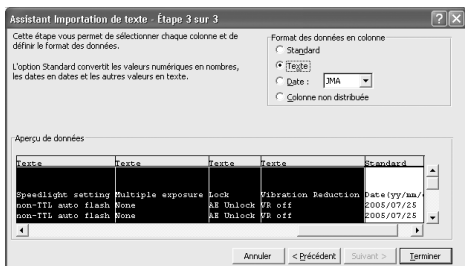 Assistant Importation de texte - Étape 3 sur 3
Cette étape vous permet de sélectionner chaque colonne et de
définir le format des données.
L'option Standard convertit les valeurs numériques en nombres,
les dates en dates et les autres valeurs en texte.
Format des données en colonne
Standard
Texte
Date : JMA
Colonne non distribuée
Aperçu de données
Texte Texte Texte Texte Standard
Speedlight setting Multiple exposure Lock Vibration Reduction Date(yy/mm/
non-TTL auto flash None AE Unlock VR off 2005/07/25
non-TTL auto flash None AE Unlock VR off 2005/07/25
Annuler < Précédent Suivant > Terminer